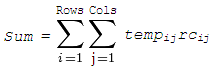 Rows Cols
Sum = ∑ ∑ temp_ij rc_ij
i=1 j=1